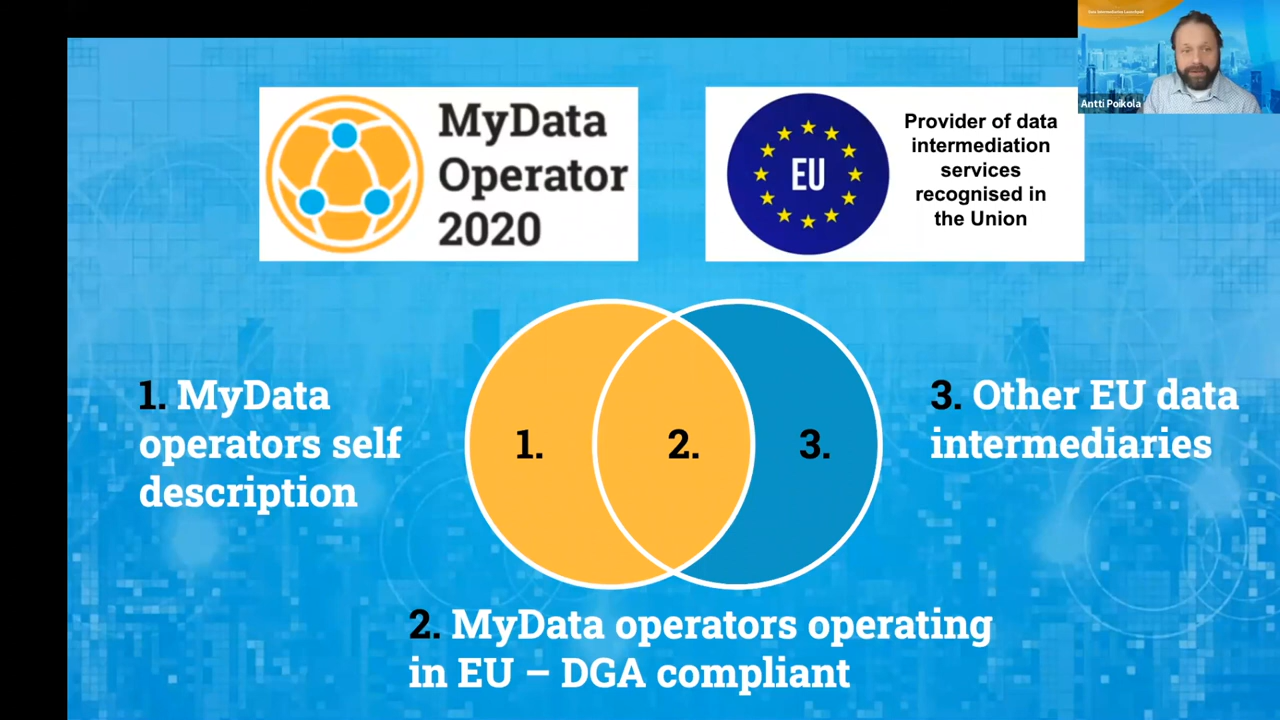 MyData
Operator
2020
EU
Provider of data
intermediation
services
recognised in
the Union
Antti Poikola
1. MyData
operators self
description
1.
2.
3.
3. Other EU data
intermediaries
2. MyData operators operating
in EU – DGA compliant